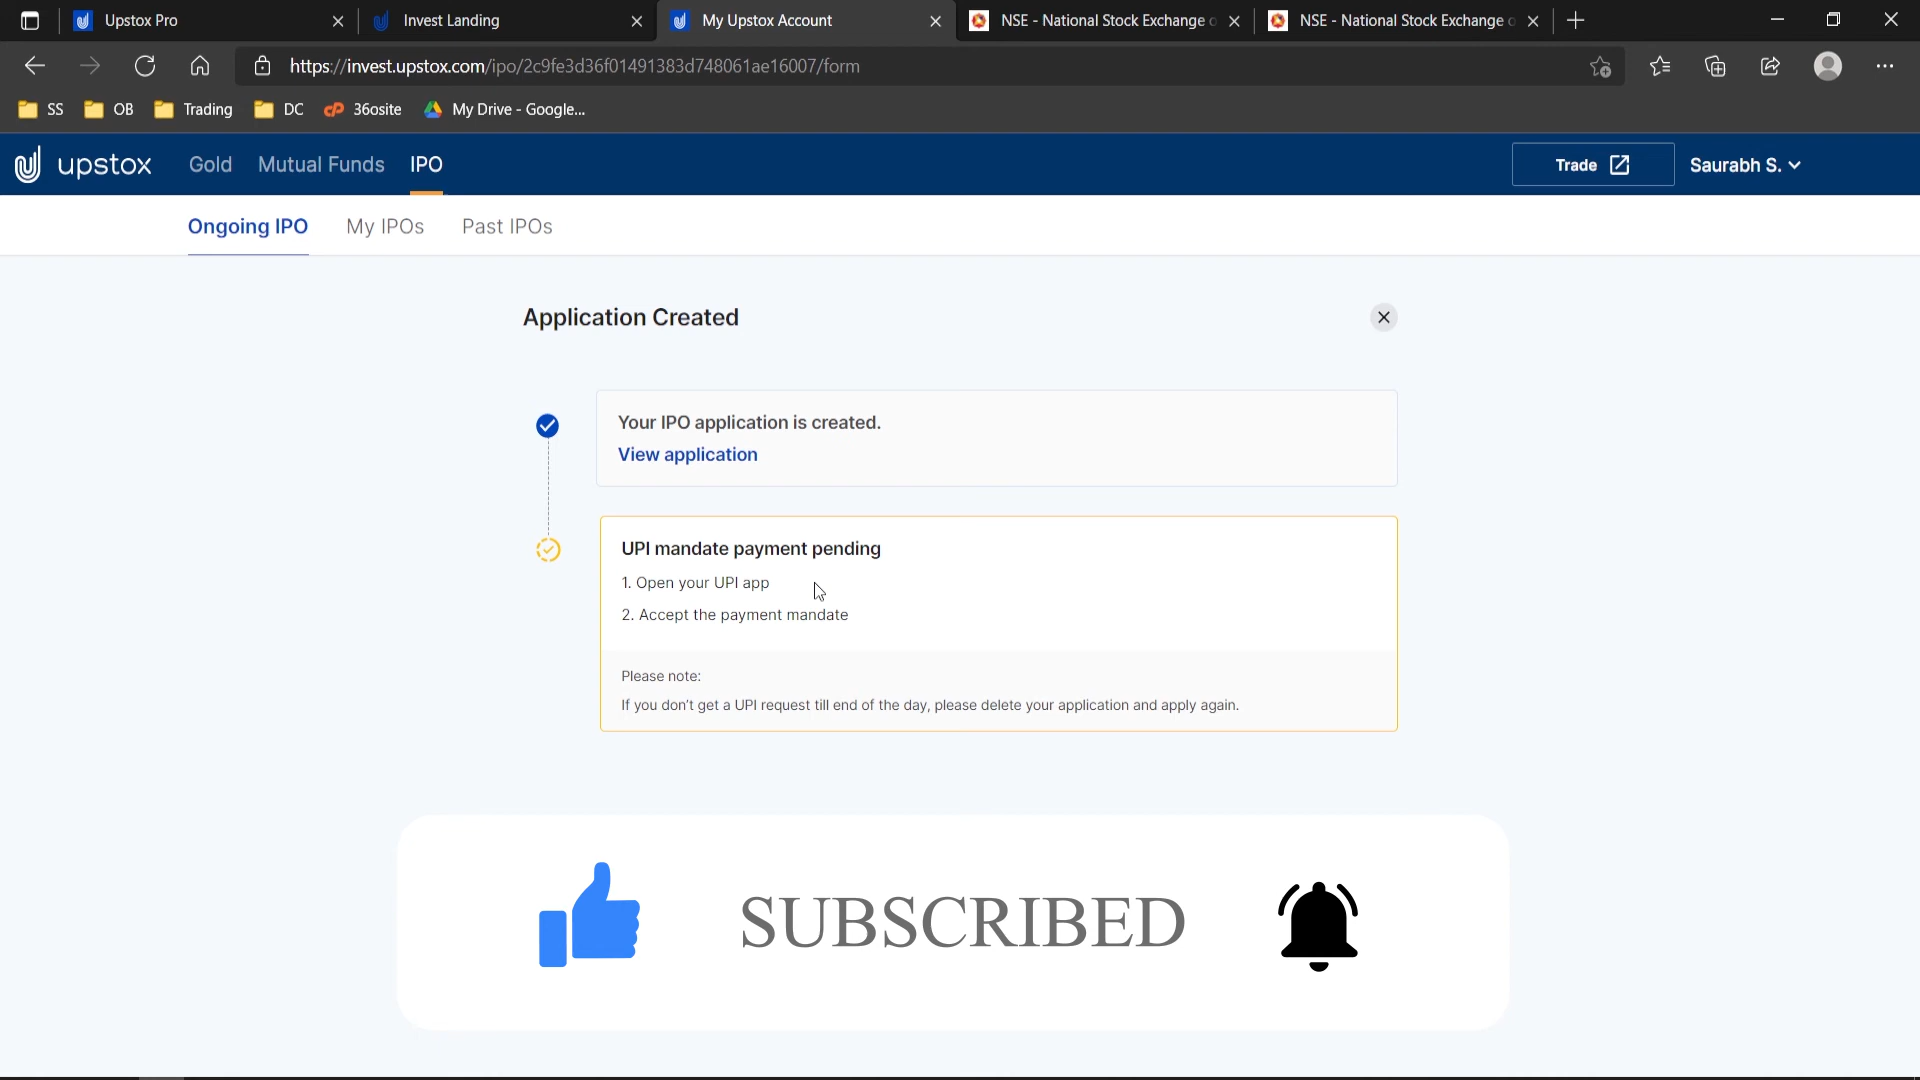 Upstox Pro
Invest Landing
My Upstox Account
NSE - National Stock Exchange o
NSE - National Stock Exchange o
https://invest.upstox.com/ipo/2c9fe3d36f01491383d748061ae16007/form
SS
OB
Trading
DC
36osite
My Drive - Google...
upstox
Gold
Mutual Funds
IPO
Trade
Saurabh S.
Ongoing IPO
My IPOs
Past IPOs
Application Created
Your IPO application is created.
View application
UPI mandate payment pending
1. Open your UPI app
2. Accept the payment mandate
Please note:
If you don't get a UPI request till end of the day, please delete your application and apply again.
SUBSCRIBED